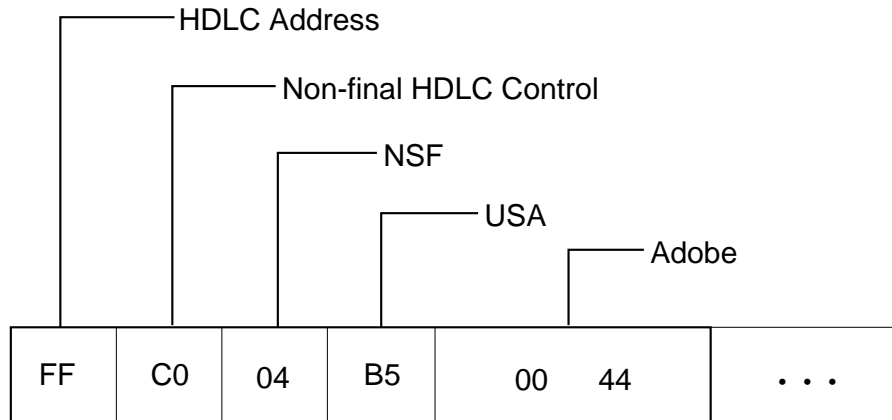 HDLC Address
Non-final HDLC Control
NSF
USA
Adobe
FF C0 04 B5 00 44 . . .